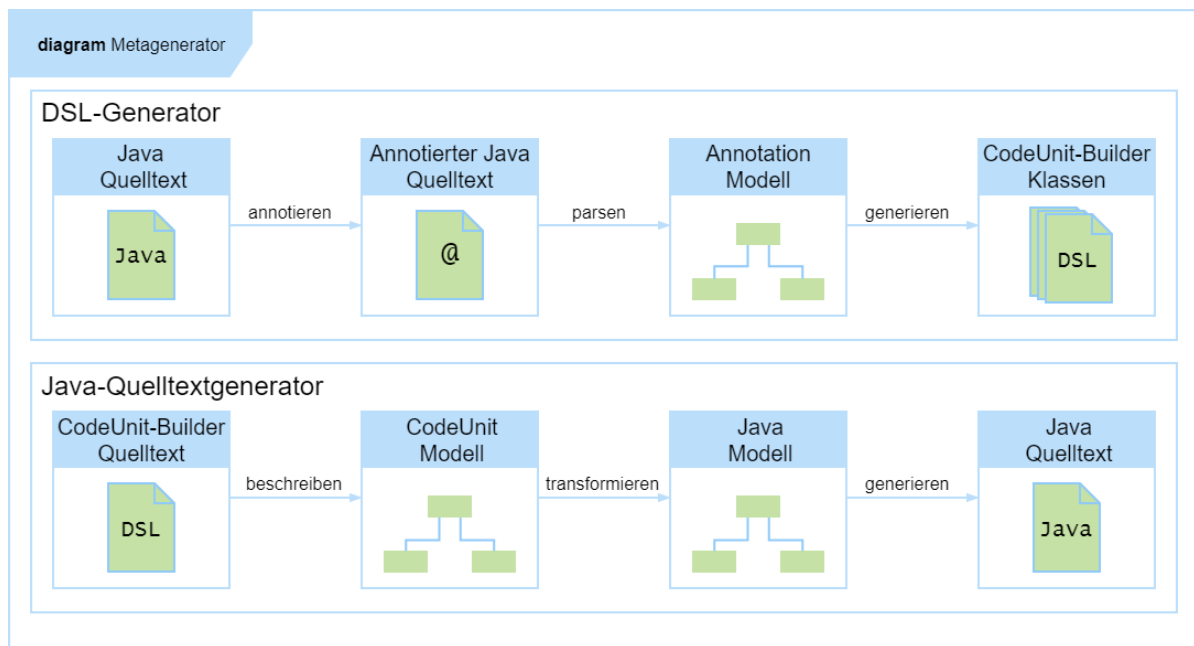 diagram Metagenerator
DSL-Generator
Java
Quelltext
Java
annotieren
Annotierter Java
Quelltext
@
parsen
Annotation
Modell
generieren
CodeUnit-Builder
Klassen
DSL
Java-Quelltextgenerator
CodeUnit-Builder
Quelltext
DSL
beschreiben
CodeUnit
Modell
transformieren
Java
Modell
generieren
Java
Quelltext
Java